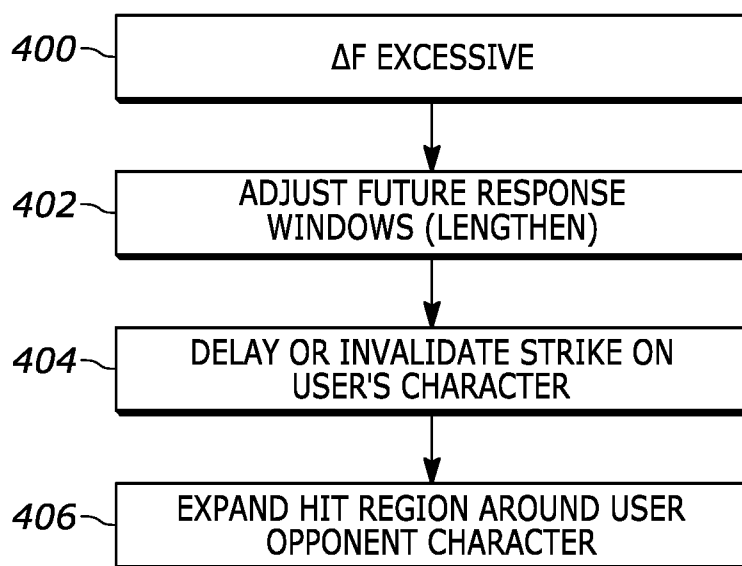 400
ΔF EXCESSIVE
402
ADJUST FUTURE RESPONSE
WINDOWS (LENGTHEN)
404
DELAY OR INVALIDATE STRIKE ON
USER'S CHARACTER
406
EXPAND HIT REGION AROUND USER
OPPONENT CHARACTER